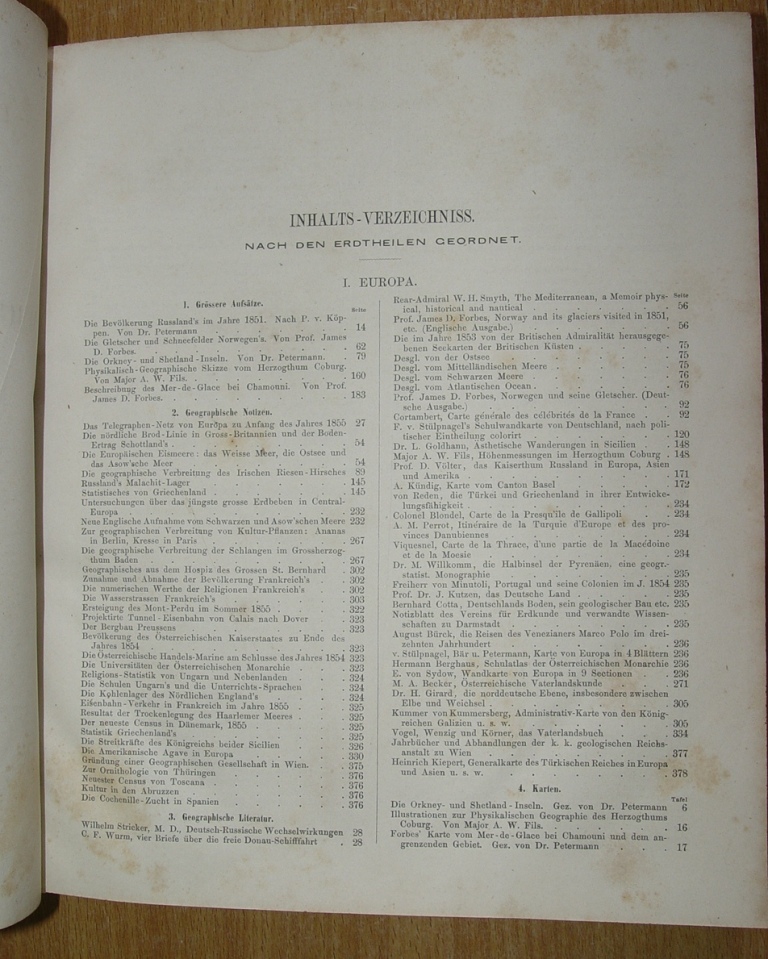 INHALTS-VERZEICHNISS.
NACH DEN ERDTHEILEN GEORDNET.
I. EUROPA.
1. Grössere Aufsätze.
Seite
Die Bevölkerung Russland's im Jahre 1851. Nach P. v. Köp-
pen. Von Dr. Petermann . . . . 14
Die Gletscher und Schneefelder Norwegen's. Von Prof. James
D. Forbes. . . . . 62
Die Orkney- und Shetland-Inseln. Von Dr. Petermann. . 79
Physikalisch-Geographische Skizze vom Herzogthum Coburg.
Von Major A. W. Fils. . . . . 160
Beschreibung des Mer-de-Glace bei Chamouni. Von Prof.
James D. Forbes. . . . . 183
2. Geographische Notizen.
Das Telegraphen-Netz von Europa zu Anfang des Jahres 1855 27
Die nördliche Brod-Linie in Gross-Britannien und der Boden-
Ertrag Schottland's . . . . 54
Die Europäischen Eismeere: das Weisse Meer, die Ostsee und
das Asow'sche Meer . . . . 54
Die geographische Verbreitung des Irischen Riesen-Hirsches 89
Russland's Malachit-Lager . . . . 145
Statistisches von Griechenland . . . . 145
Untersuchungen über das jüngste grosse Erdbeben in Central-
Europa . . . . 232
Neue Englische Aufnahme vom Schwarzen und Asow'schen Meere 232
Zur geographischen Verbreitung von Kultur-Pflanzen: Ananas
in Berlin, Kresse in Paris . . . . 267
Die geographische Verbreitung der Schlangen im Grossherzog-
thum Baden . . . . 267
Geographisches aus dem Hospiz des Grossen St. Bernhard . 302
Zunahme und Abnahme der Bevölkerung Frankreich's . 302
Die numerischen Werthe der Religionen Frankreich's . 302
Die Wasserstrassen Frankreich's . . . . 303
Ersteigung des Mont-Perdu im Sommer 1855 . . . 322
Projektirte Tunnel-Eisenbahn von Calais nach Dover . 323
Der Bergbau Preussens . . . . 323
Bevölkerung des Österreichischen Kaiserstaates zu Ende des
Jahres 1854 . . . . 323
Die Österreichische Handels-Marine am Schlusse des Jahres 1854 323
Die Universitäten der Österreichischen Monarchie . . 323
Religions-Statistik von Ungarn und Nebenlanden . . 324
Die Schulen Ungarn's und die Unterrichts-Sprachen . 324
Die Kohlenlager des Nördlichen England's . . . 324
Eisenbahn-Verkehr in Frankreich im Jahre 1855 . . 325
Resultat der Trockenlegung des Haarlemer Meeres . . 325
Der neueste Census in Dänemark, 1855 . . . 325
Statistik Griechenland's . . . . 325
Die Streitkräfte des Königreichs beider Sicilien . . 326
Die Amerikanische Agave in Europa . . . 330
Gründung einer Geographischen Gesellschaft in Wien. . 375
Zur Ornithologie von Thüringen . . . . 376
Neuester Census von Toscana . . . . 376
Kultur in den Abruzzen . . . . 376
Die Cochenille-Zucht in Spanien . . . . 376
3. Geographische Literatur.
Wilhelm Stricker, M. D., Deutsch-Russische Wechselwirkungen 28
C. F. Wurm, vier Briefe über die freie Donau-Schifffahrt . 28
Seite
Rear-Admiral W. H. Smyth, The Mediterranean, a Memoir phys-
ical, historical and nautical . . . . 56
Prof. James D. Forbes, Norway and its glaciers visited in 1851,
etc. (Englische Ausgabe.) . . . . 56
Die im Jahre 1853 von der Britischen Admiralität herausgege-
benen Seekarten der Britischen Küsten . . . 75
Desgl. von der Ostsee . . . . 75
Desgl. vom Mittelländischen Meere . . . . 75
Desgl. vom Schwarzen Meere . . . . 76
Desgl. vom Atlantischen Ocean . . . . 76
Prof. James D. Forbes, Norwegen und seine Gletscher. (Deut-
sche Ausgabe.) . . . . 92
Cortambert, Carte générale des célébrités de la France . . 92
F. v. Stülpnagel's Schulwandkarte von Deutschland, nach poli-
tischer Eintheilung colorirt . . . . 120
Dr. L. Goldhann, Ästhetische Wanderungen in Sicilien . 148
Major A. W. Fils, Höhenmessungen im Herzogthum Coburg . 148
Prof. D. Völter, das Kaiserthum Russland in Europa, Asien
und Amerika . . . . 171
A. Kündig, Karte vom Canton Basel . . . . 172
von Reden, die Türkei und Griechenland in ihrer Entwicke-
lungsfähigkeit . . . . 234
Colonel Blondel, Carte de la Presqu'ile de Gallipoli . . 234
A. M. Perrot, Itinéraire de la Turquie d'Europe et des pro-
vinces Danubiennes . . . . 234
Viquesnel, Carte de la Thrace, d'une partie de la Macédoine
et de la Moesie . . . . 234
Dr. M. Willkomm, die Halbinsel der Pyrenäen, eine geogr.-
statist. Monographie . . . . 235
Freiherr von Minutoli, Portugal und seine Colonien im J. 1854 235
Prof. Dr. J. Kutzen, das Deutsche Land . . . . 235
Bernhard Cotta, Deutschlands Boden, sein geologischer Bau etc. 235
Notizblatt des Vereins für Erdkunde und verwandte Wissen-
schaften zu Darmstadt . . . . 235
August Bürck, die Reisen des Venezianers Marco Polo im drei-
zehnten Jahrhundert . . . . 236
v. Stülpnagel, Bär u. Petermann, Karte von Europa in 4 Blättern 236
Hermann Berghaus, Schulatlas der Österreichischen Monarchie 236
E. von Sydow, Wandkarte von Europa in 9 Sectionen . . 236
M. A. Becker, Österreichische Vaterlandskunde . . 271
Dr. H. Girard, die norddeutsche Ebene, insbesondere zwischen
Elbe und Weichsel . . . . 305
Kummer von Kummersberg, Administrativ-Karte von den König-
reichen Galizien u. s. w. . . . . 305
Vogel, Wenzig und Körner, das Vaterlandsbuch . . 334
Jahrbücher und Abhandlungen der k. k. geologischen Reichs-
anstalt zu Wien . . . . 377
Heinrich Kiepert, Generalkarte des Türkischen Reiches in Europa
und Asien u. s. w. . . . . 378
4. Karten.
Tafel
Die Orkney- und Shetland-Inseln. Gez. von Dr. Petermann 6
Illustrationen zur Physikalischen Geographie des Herzogthums
Coburg. Von Major A. W. Fils. . . . . 16
Forbes' Karte vom Mer-de-Glace bei Chamouni und dem an-
grenzenden Gebiet. Gez. von Dr. Petermann . . . 17